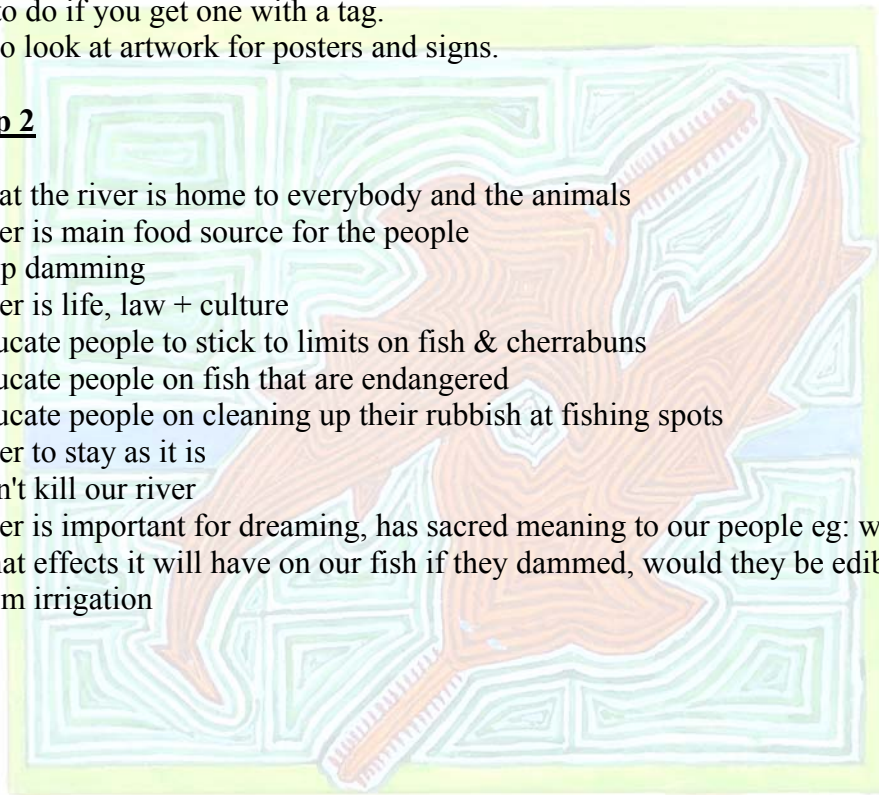 to do if you get one with a tag.
o look at artwork for posters and signs.
p 2
at the river is home to everybody and the animals
er is main food source for the people
p damming
er is life, law + culture
ucate people to stick to limits on fish & cherrabuns
ucate people on fish that are endangered
ucate people on cleaning up their rubbish at fishing spots
er to stay as it is
n't kill our river
er is important for dreaming, has sacred meaning to our people eg: w
at effects it will have on our fish if they dammed, would they be edib
m irrigation